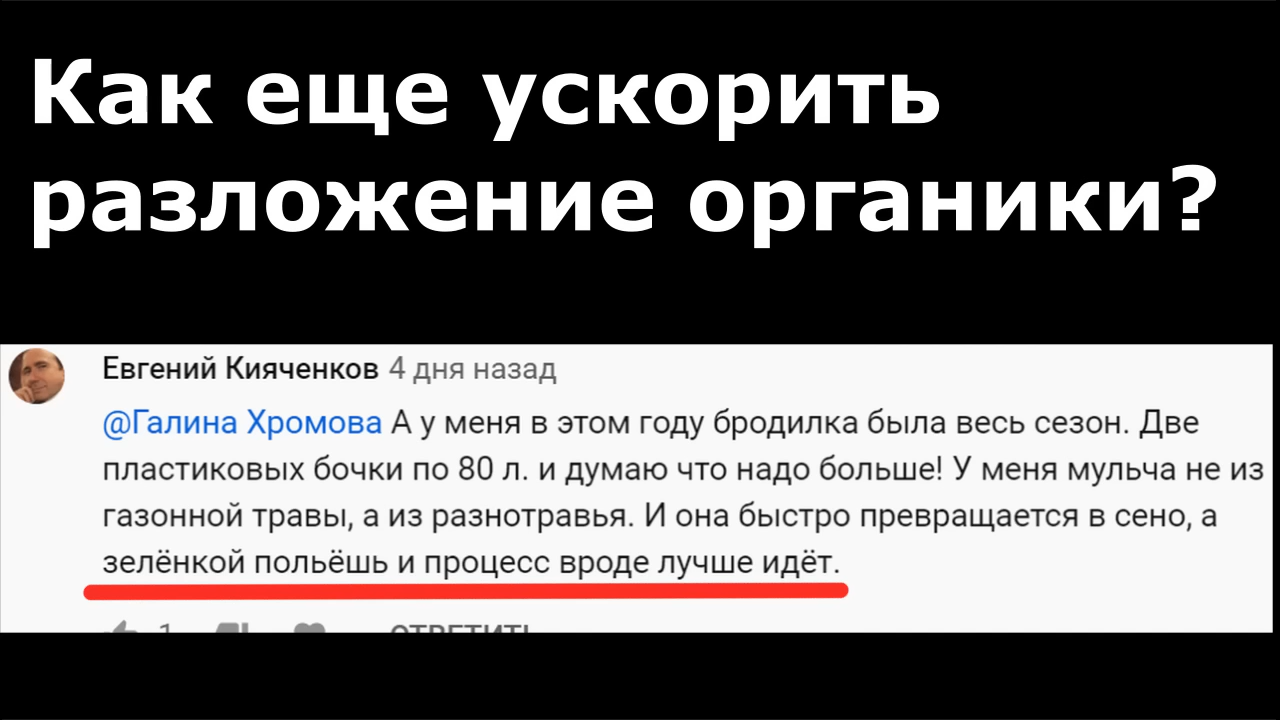 Как еще ускорить
разложение органики?
Евгений Кияченков 4 дня назад
@Галина Хромова А у меня в этом году бродилка была весь сезон. Две
пластиковых бочки по 80 л. и думаю что надо больше! У меня мульча не из
газонной травы, а из разнотравья. И она быстро превращается в сено, а
зелёнкой польёшь и процесс вроде лучше идёт.
1 ОТВЕТИТЬ